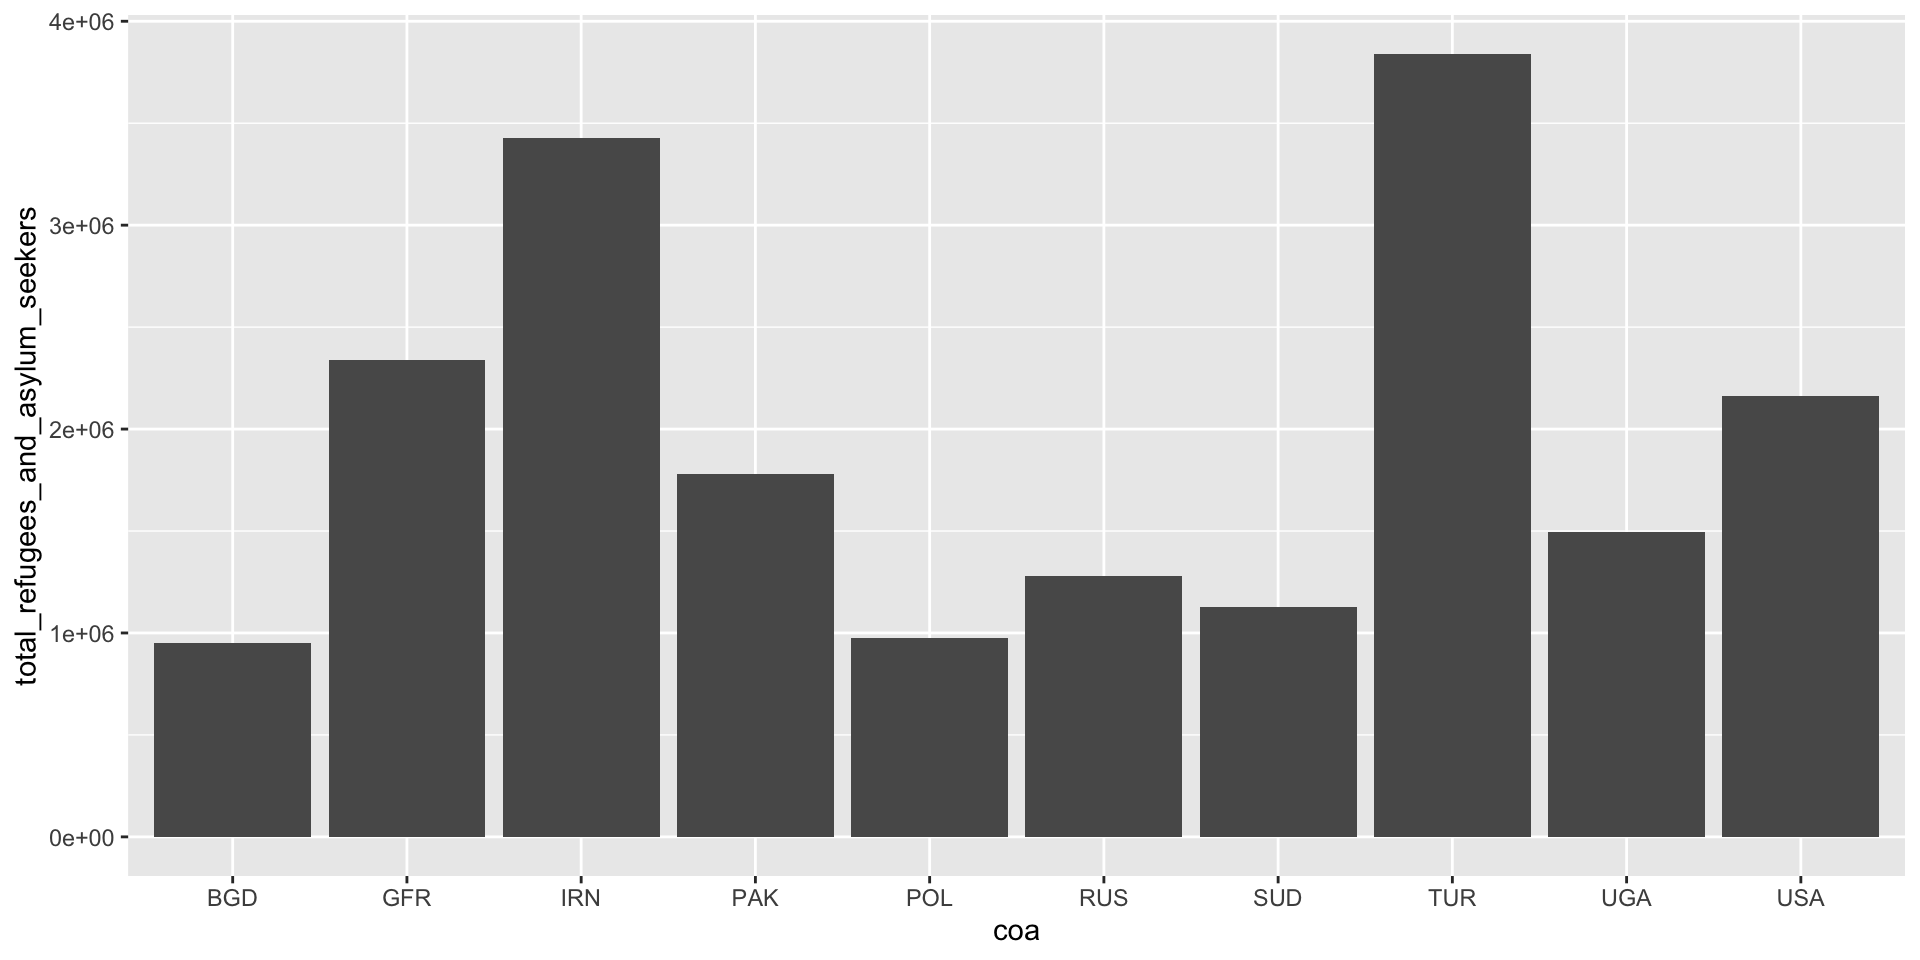 total_refugees_and_asylum_seekers
4e+06
3e+06
2e+06
1e+06
0e+00
BGD GFR IRN PAK POL RUS SUD TUR UGA USA
coa